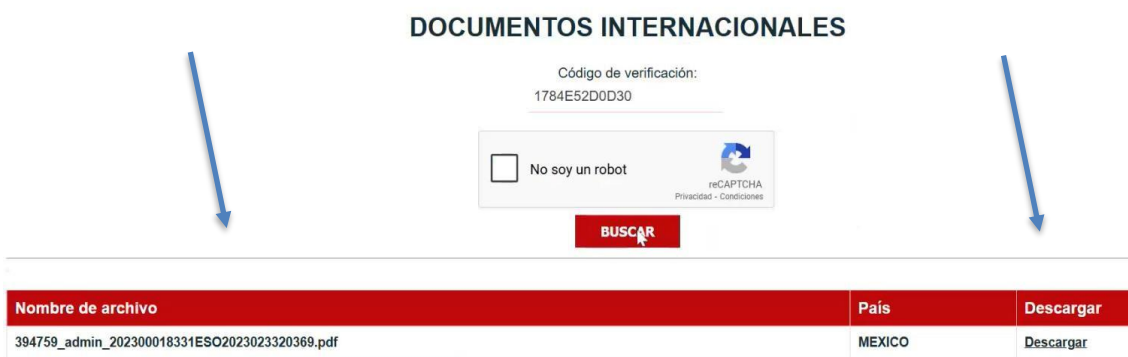 DOCUMENTOS INTERNACIONALES
Código de verificación:
1784E52D0D30
No soy un robot
reCAPTCHA
Privacidad - Condiciones
BUSCAR
Nombre de archivo País Descargar
394759_admin_202300018331ESO2023023320369.pdf MEXICO Descargar